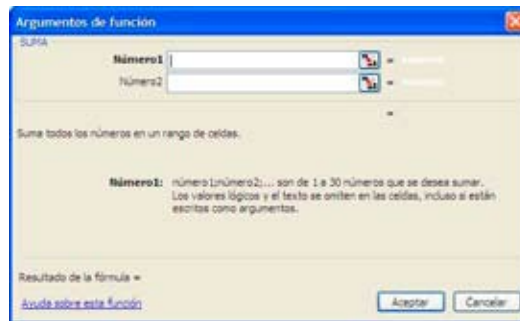 Argumentos de función
SUMA
Número1 =
Número2 =
=
Suma todos los números en un rango de celdas.
Número1: número1;número2;... son de 1 a 30 números que se desea sumar.
Los valores lógicos y el texto se omiten en las celdas, incluso si están
escritos como argumentos.
Resultado de la fórmula =
Ayuda sobre esta función
Aceptar Cancelar